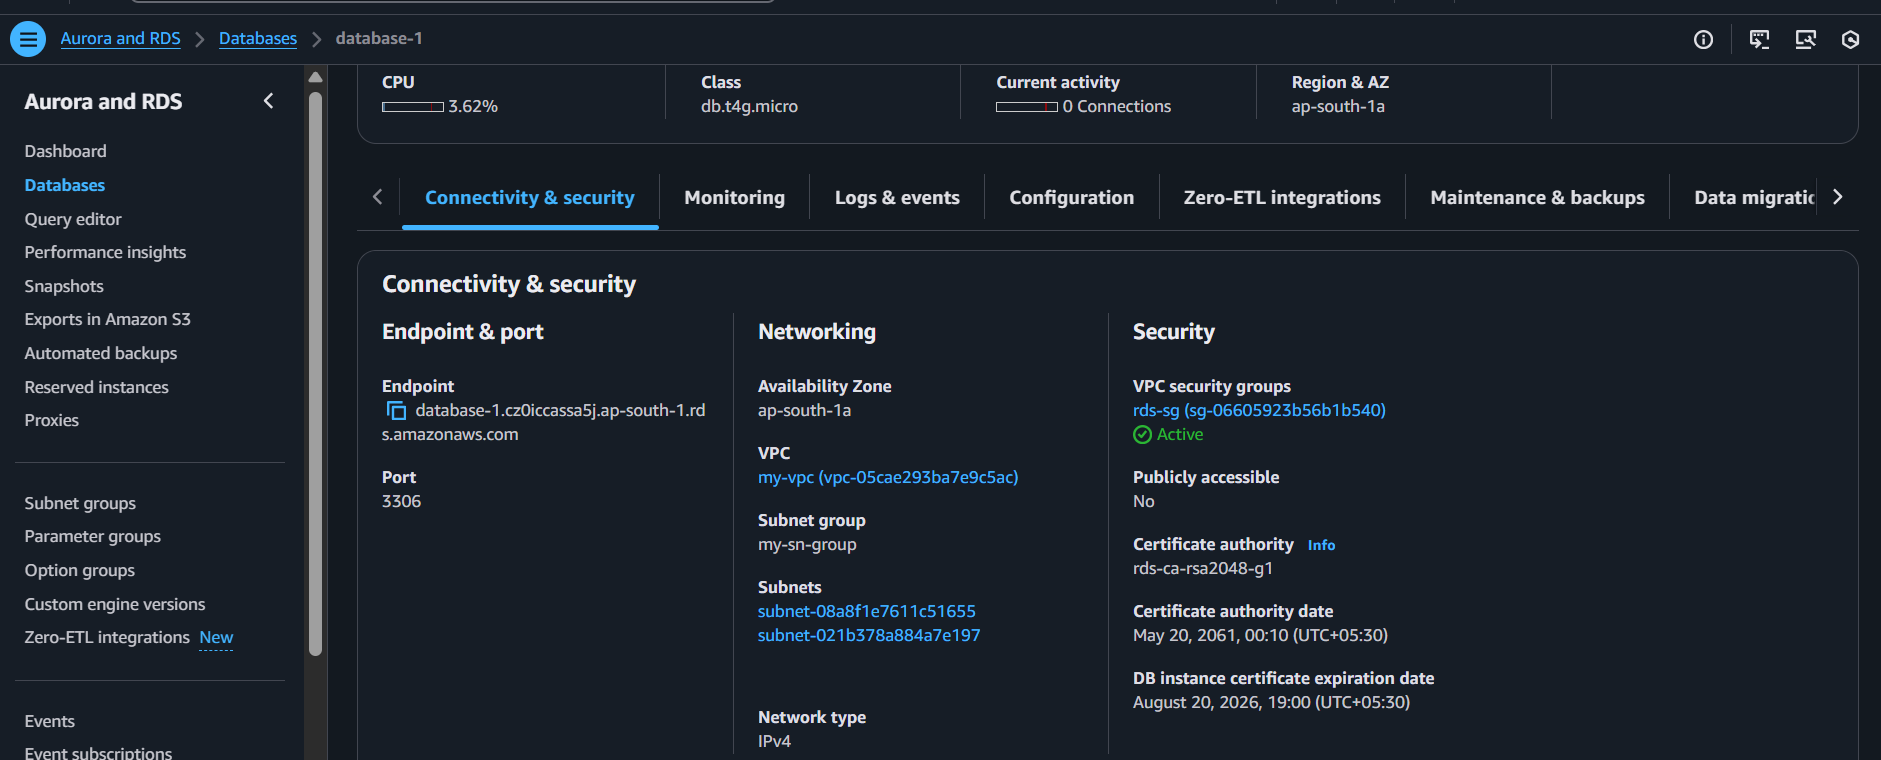 Aurora and RDS > Databases > database-1
Aurora and RDS
Dashboard
Databases
Query editor
Performance insights
Snapshots
Exports in Amazon S3
Automated backups
Reserved instances
Proxies
Subnet groups
Parameter groups
Option groups
Custom engine versions
Zero-ETL integrations New
Events
Event subscriptions
CPU
3.62%
Class
db.t4g.micro
Current activity
0 Connections
Region & AZ
ap-south-1a
Connectivity & security
Monitoring
Logs & events
Configuration
Zero-ETL integrations
Maintenance & backups
Data migratic
Connectivity & security
Endpoint & port
Endpoint
database-1.cz0iccassa5j.ap-south-1.rd
s.amazonaws.com
Port
3306
Networking
Availability Zone
ap-south-1a
VPC
my-vpc (vpc-05cae293ba7e9c5ac)
Subnet group
my-sn-group
Subnets
subnet-08a8f1e7611c51655
subnet-021b378a884a7e197
Network type
IPv4
Security
VPC security groups
rds-sg (sg-06605923b56b1b540)
Active
Publicly accessible
No
Certificate authority Info
rds-ca-rsa2048-g1
Certificate authority date
May 20, 2061, 00:10 (UTC+05:30)
DB instance certificate expiration date
August 20, 2026, 19:00 (UTC+05:30)